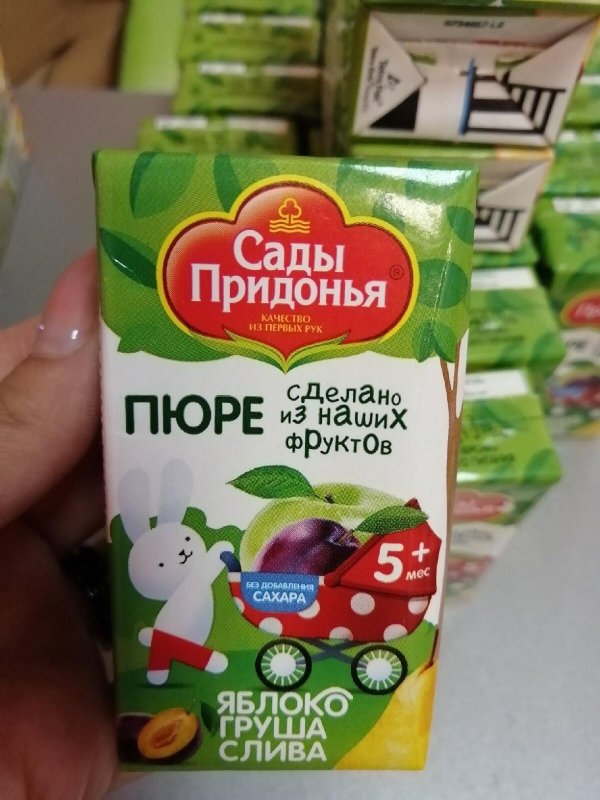 Сады
Придонья®
КАЧЕСТВО
ИЗ ПЕРВЫХ РУК
ПЮРЕ
сделано
из наших
фруктов
5+
мес
БЕЗ ДОБАВЛЕНИЯ
САХАРА
ЯБЛОКО
ГРУША
СЛИВА